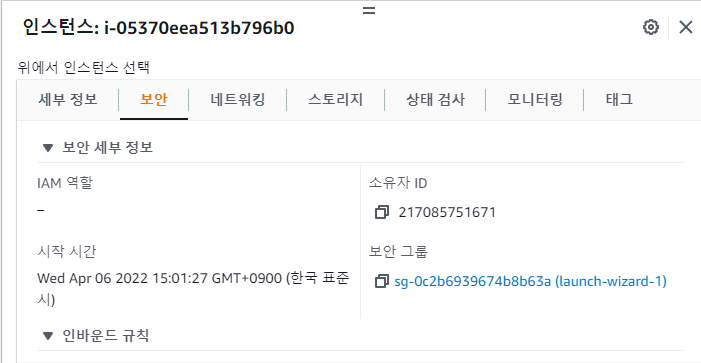 인스턴스: i-05370eea513b796b0
위에서 인스턴스 선택
세부 정보 보안 네트워킹 스토리지 상태 검사 모니터링 태그
▼ 보안 세부 정보
IAM 역할
–
소유자 ID
217085751671
시작 시간
Wed Apr 06 2022 15:01:27 GMT+0900 (한국 표준
시)
보안 그룹
sg-0c2b6939674b8b63a (launch-wizard-1)
▼ 인바운드 규칙